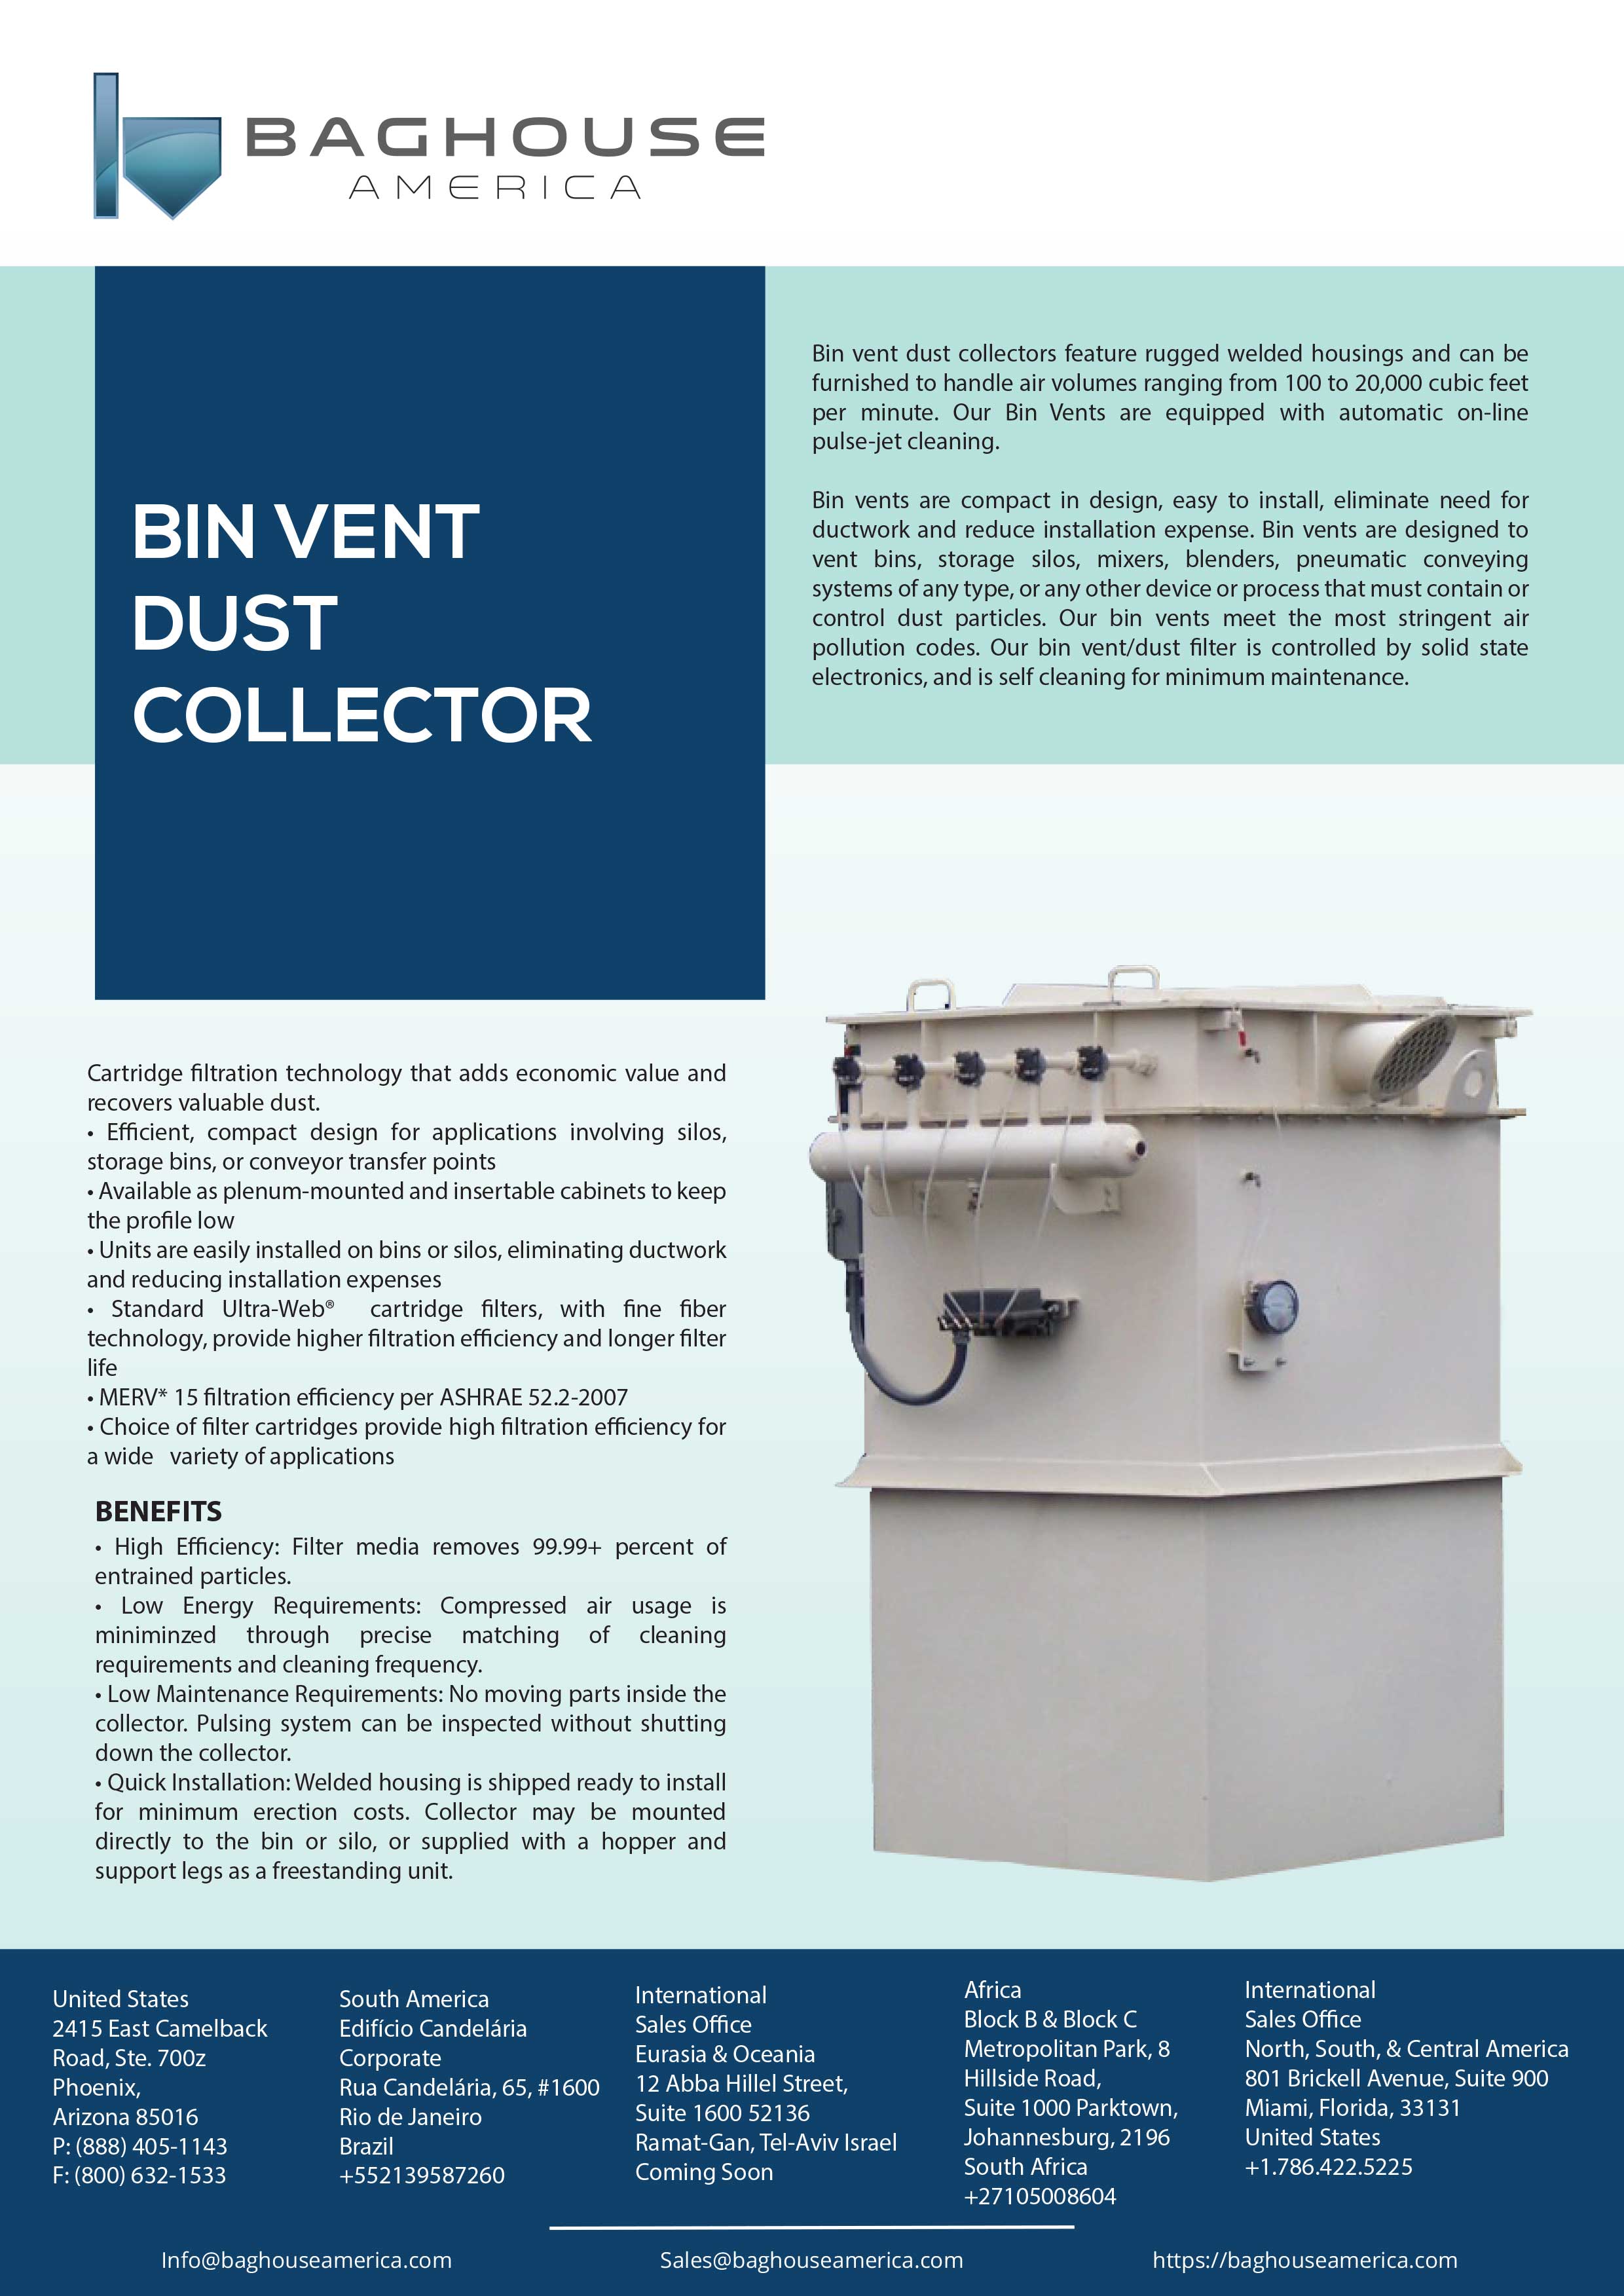 BAGHOUSE
AMERICA
BIN VENT
DUST
COLLECTOR
Bin vent dust collectors feature rugged welded housings and can be
furnished to handle air volumes ranging from 100 to 20,000 cubic feet
per minute. Our Bin Vents are equipped with automatic on-line
pulse-jet cleaning.
Bin vents are compact in design, easy to install, eliminate need for
ductwork and reduce installation expense. Bin vents are designed to
vent bins, storage silos, mixers, blenders, pneumatic conveying
systems of any type, or any other device or process that must contain or
control dust particles. Our bin vents meet the most stringent air
pollution codes. Our bin vent/dust filter is controlled by solid state
electronics, and is self cleaning for minimum maintenance.
Cartridge filtration technology that adds economic value and
recovers valuable dust.
• Efficient, compact design for applications involving silos,
storage bins, or conveyor transfer points
• Available as plenum-mounted and insertable cabinets to keep
the profile low
• Units are easily installed on bins or silos, eliminating ductwork
and reducing installation expenses
• Standard Ultra-Web® cartridge filters, with fine fiber
technology, provide higher filtration efficiency and longer filter
life
• MERV* 15 filtration efficiency per ASHRAE 52.2-2007
• Choice of filter cartridges provide high filtration efficiency for
a wide variety of applications
BENEFITS
• High Efficiency: Filter media removes 99.99+ percent of
entrained particles.
• Low Energy Requirements: Compressed air usage is
miniminzed through precise matching of cleaning
requirements and cleaning frequency.
• Low Maintenance Requirements: No moving parts inside the
collector. Pulsing system can be inspected without shutting
down the collector.
• Quick Installation: Welded housing is shipped ready to install
for minimum erection costs. Collector may be mounted
directly to the bin or silo, or supplied with a hopper and
support legs as a freestanding unit.
United States
2415 East Camelback
Road, Ste. 700z
Phoenix,
Arizona 85016
P: (888) 405-1143
F: (800) 632-1533
South America
Edifício Candelária
Corporate
Rua Candelária, 65, #1600
Rio de Janeiro
Brazil
+552139587260
International
Sales Office
Eurasia & Oceania
12 Abba Hillel Street,
Suite 1600 52136
Ramat-Gan, Tel-Aviv Israel
Coming Soon
Africa
Block B & Block C
Metropolitan Park, 8
Hillside Road,
Suite 1000 Parktown,
Johannesburg, 2196
South Africa
+27105008604
International
Sales Office
North, South, & Central America
801 Brickell Avenue, Suite 900
Miami, Florida, 33131
United States
+1.786.422.5225
Info@baghouseamerica.com
Sales@baghouseamerica.com
https://baghouseamerica.com